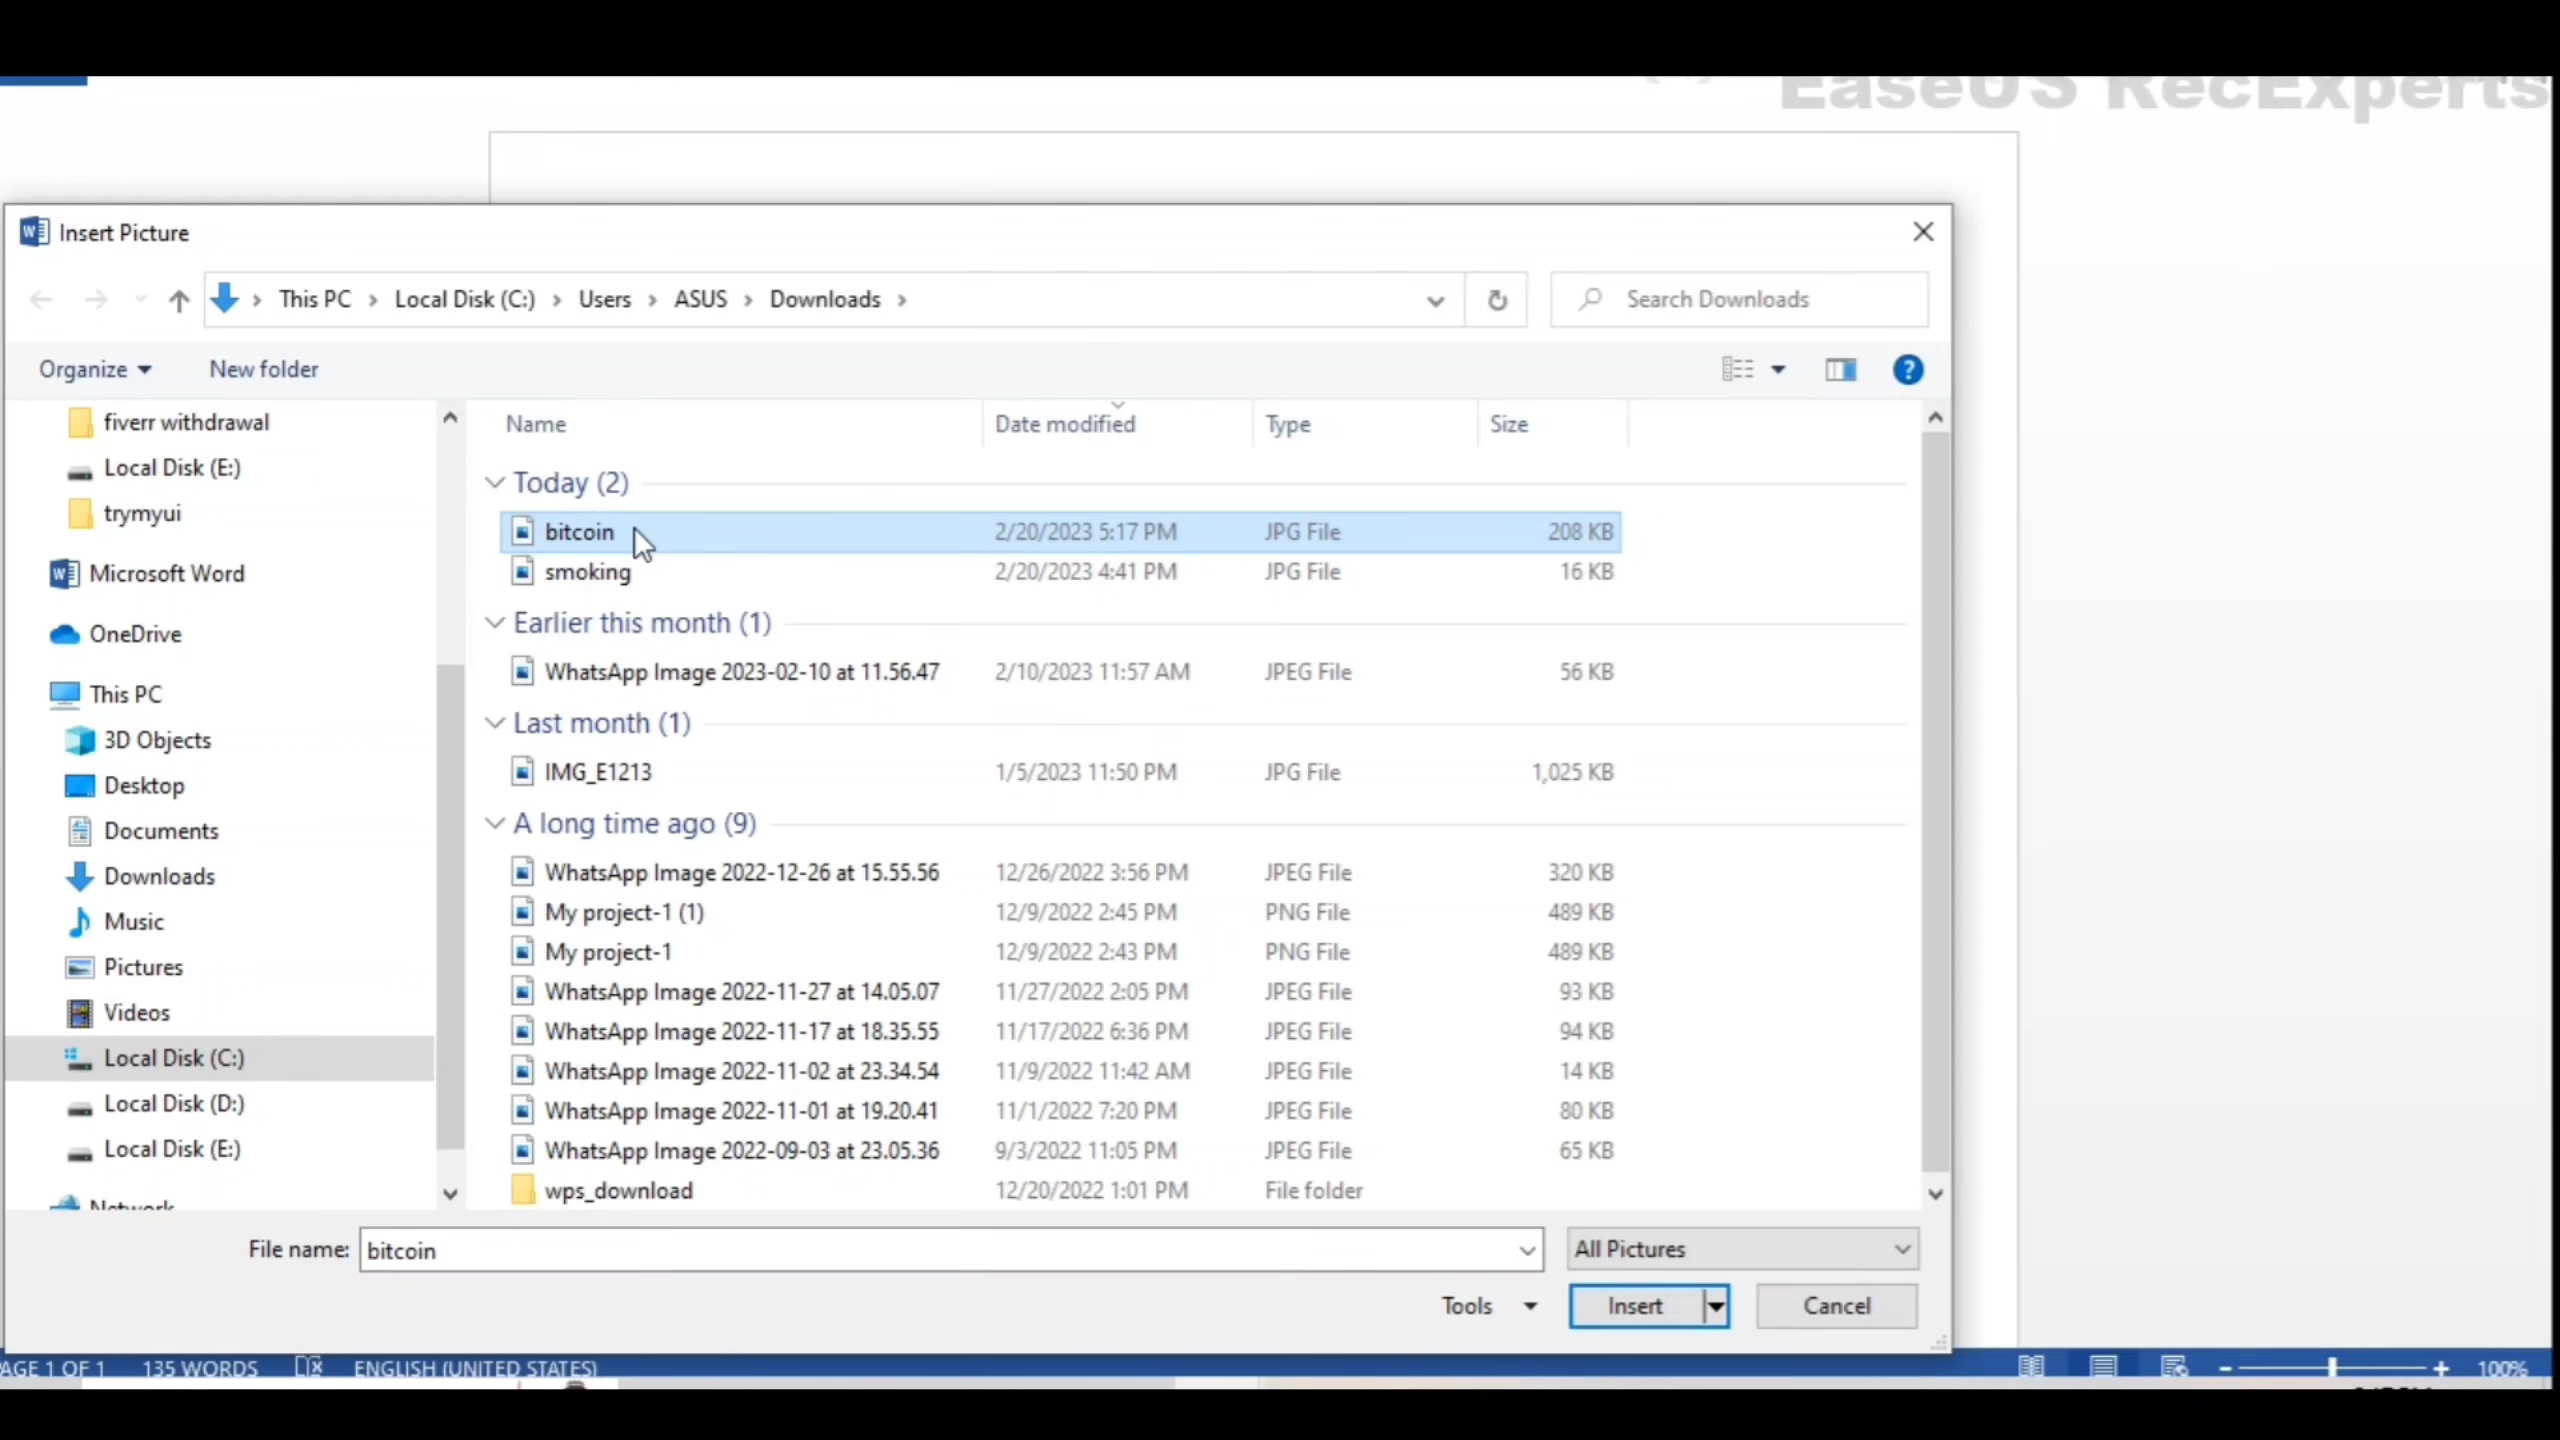 EaseUS RecExperts
Insert Picture
This PC > Local Disk (C:) > Users > ASUS > Downloads >
Search Downloads
Organize
New folder
fiverr withdrawal
Local Disk (E:)
trymyui
Microsoft Word
OneDrive
This PC
3D Objects
Desktop
Documents
Downloads
Music
Pictures
Videos
Local Disk (C:)
Local Disk (D:)
Local Disk (E:)
Network
Name Date modified Type Size
Today (2)
bitcoin 2/20/2023 5:17 PM JPG File 208 KB
smoking 2/20/2023 4:41 PM JPG File 16 KB
Earlier this month (1)
WhatsApp Image 2023-02-10 at 11.56.47 2/10/2023 11:57 AM JPEG File 56 KB
Last month (1)
IMG_E1213 1/5/2023 11:50 PM JPG File 1,025 KB
A long time ago (9)
WhatsApp Image 2022-12-26 at 15.55.56 12/26/2022 3:56 PM JPEG File 320 KB
My project-1 (1) 12/9/2022 2:45 PM PNG File 489 KB
My project-1 12/9/2022 2:43 PM PNG File 489 KB
WhatsApp Image 2022-11-27 at 14.05.07 11/27/2022 2:05 PM JPEG File 93 KB
WhatsApp Image 2022-11-17 at 18.35.55 11/17/2022 6:36 PM JPEG File 94 KB
WhatsApp Image 2022-11-02 at 23.34.54 11/9/2022 11:42 AM JPEG File 14 KB
WhatsApp Image 2022-11-01 at 19.20.41 11/1/2022 7:20 PM JPEG File 80 KB
WhatsApp Image 2022-09-03 at 23.05.36 9/3/2022 11:05 PM JPEG File 65 KB
wps_download 12/20/2022 1:01 PM File folder
File name: bitcoin
All Pictures
Tools
Insert
Cancel
PAGE 1 OF 1 135 WORDS ENGLISH (UNITED STATES) 100%